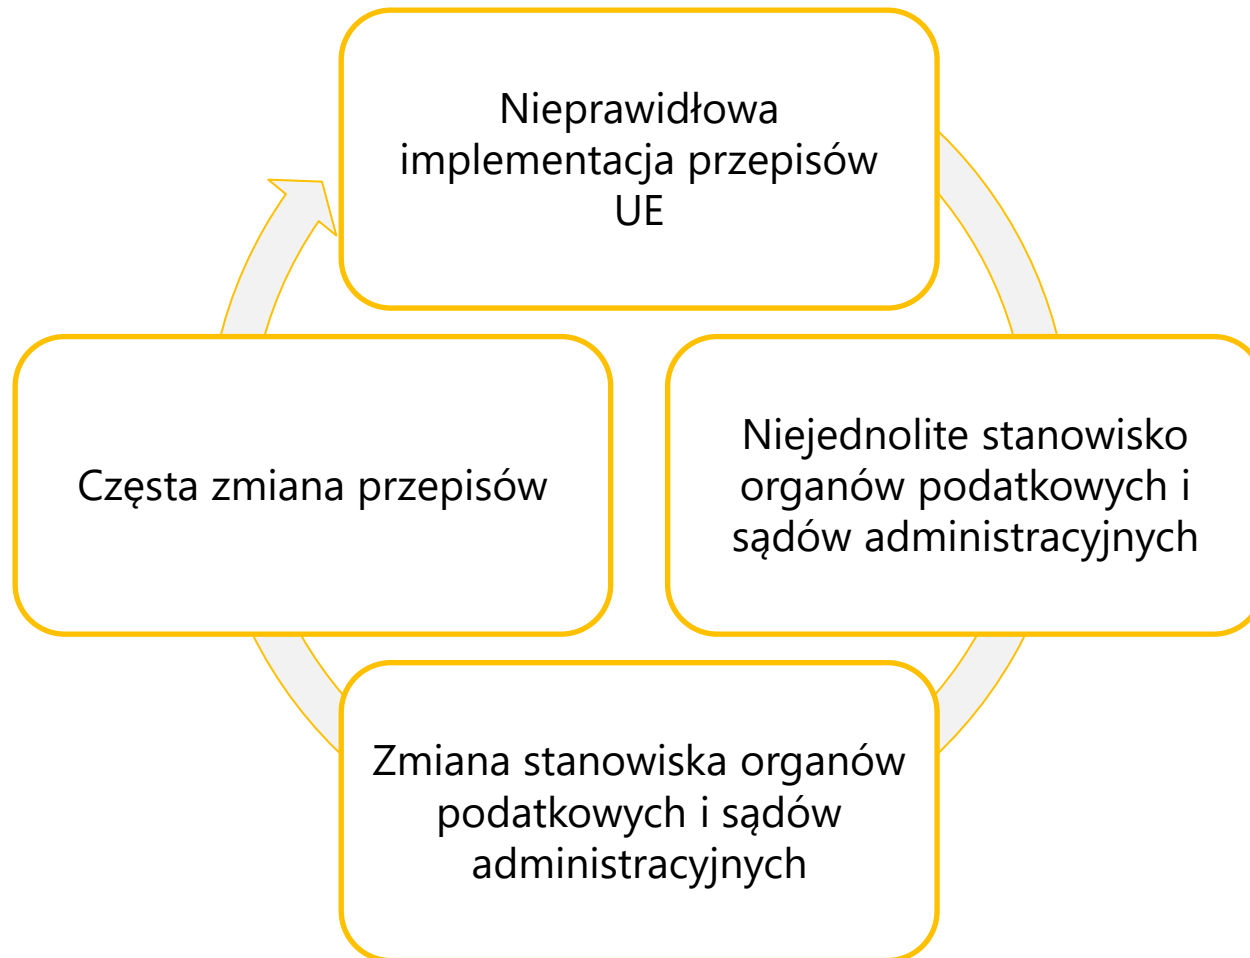 Nieprawidłowa
implementacja przepisów
UE
Niejednolite stanowisko
organów podatkowych i
sądów administracyjnych
Zmiana stanowiska organów
podatkowych i sądów
administracyjnych
Częsta zmiana przepisów